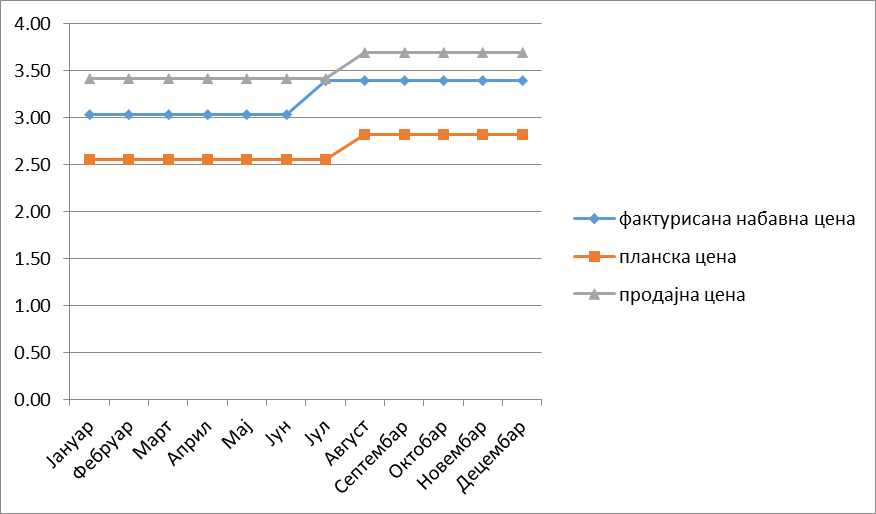 4.00
3.50
3.00
2.50
2.00
1.50
1.00
0.50
0.00
Јануар
Фебруар
Март
Април
Мај
Јун
Јул
Август
Септембар
Октобар
Новембар
Децембар
фактурисана набавна цена
планска цена
продајна цена